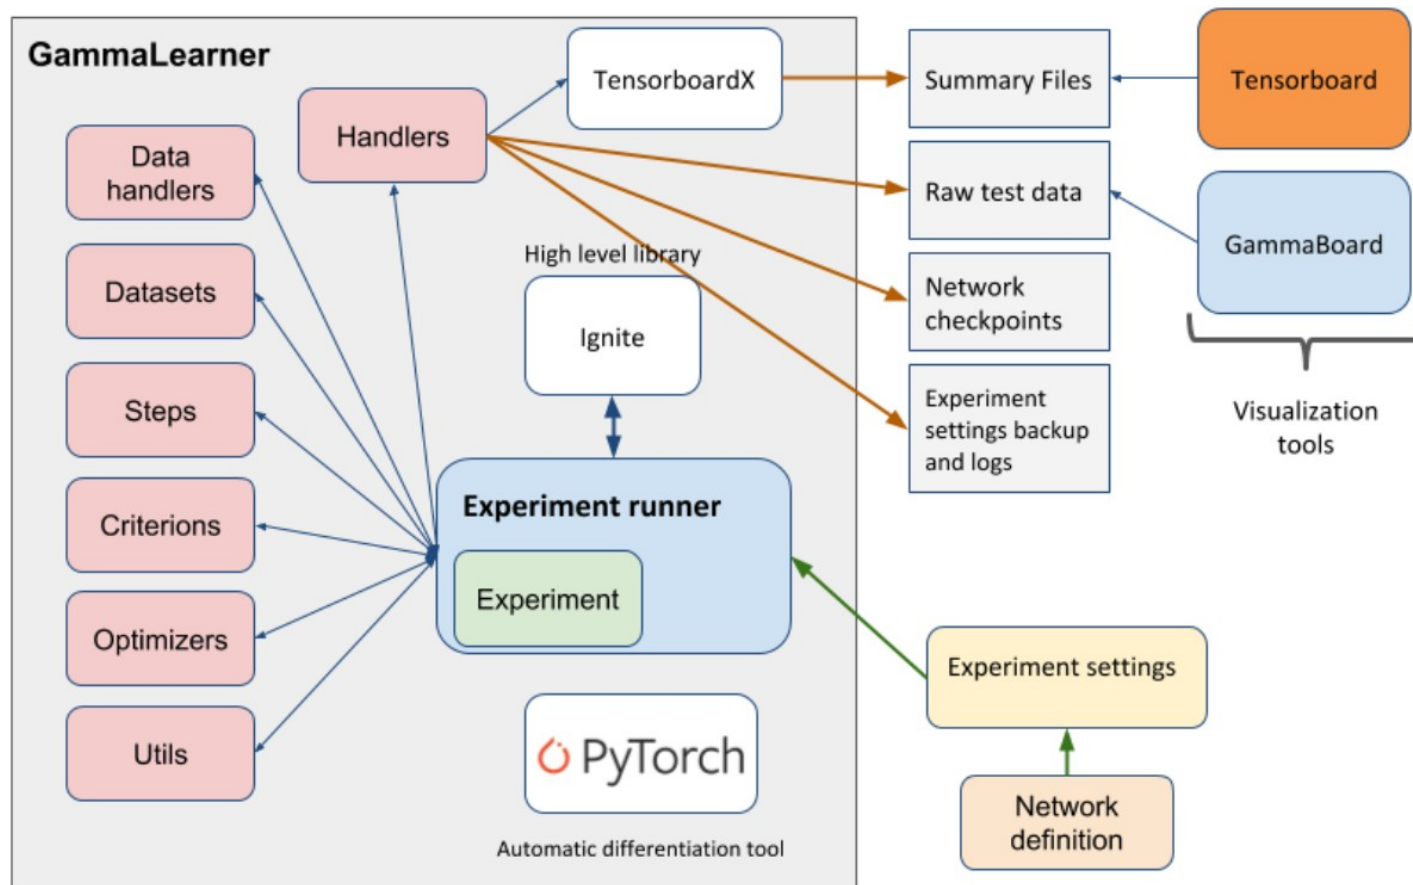 GammaLearner
TensorboardX
Summary Files
Tensorboard
Handlers
Data
handlers
Raw test data
GammaBoard
High level library
Datasets
Network
checkpoints
Ignite
Steps
Experiment
settings backup
and logs
Visualization
tools
Experiment runner
Criterions
Experiment
Optimizers
Experiment settings
Utils
PyTorch
Network
definition
Automatic differentiation tool